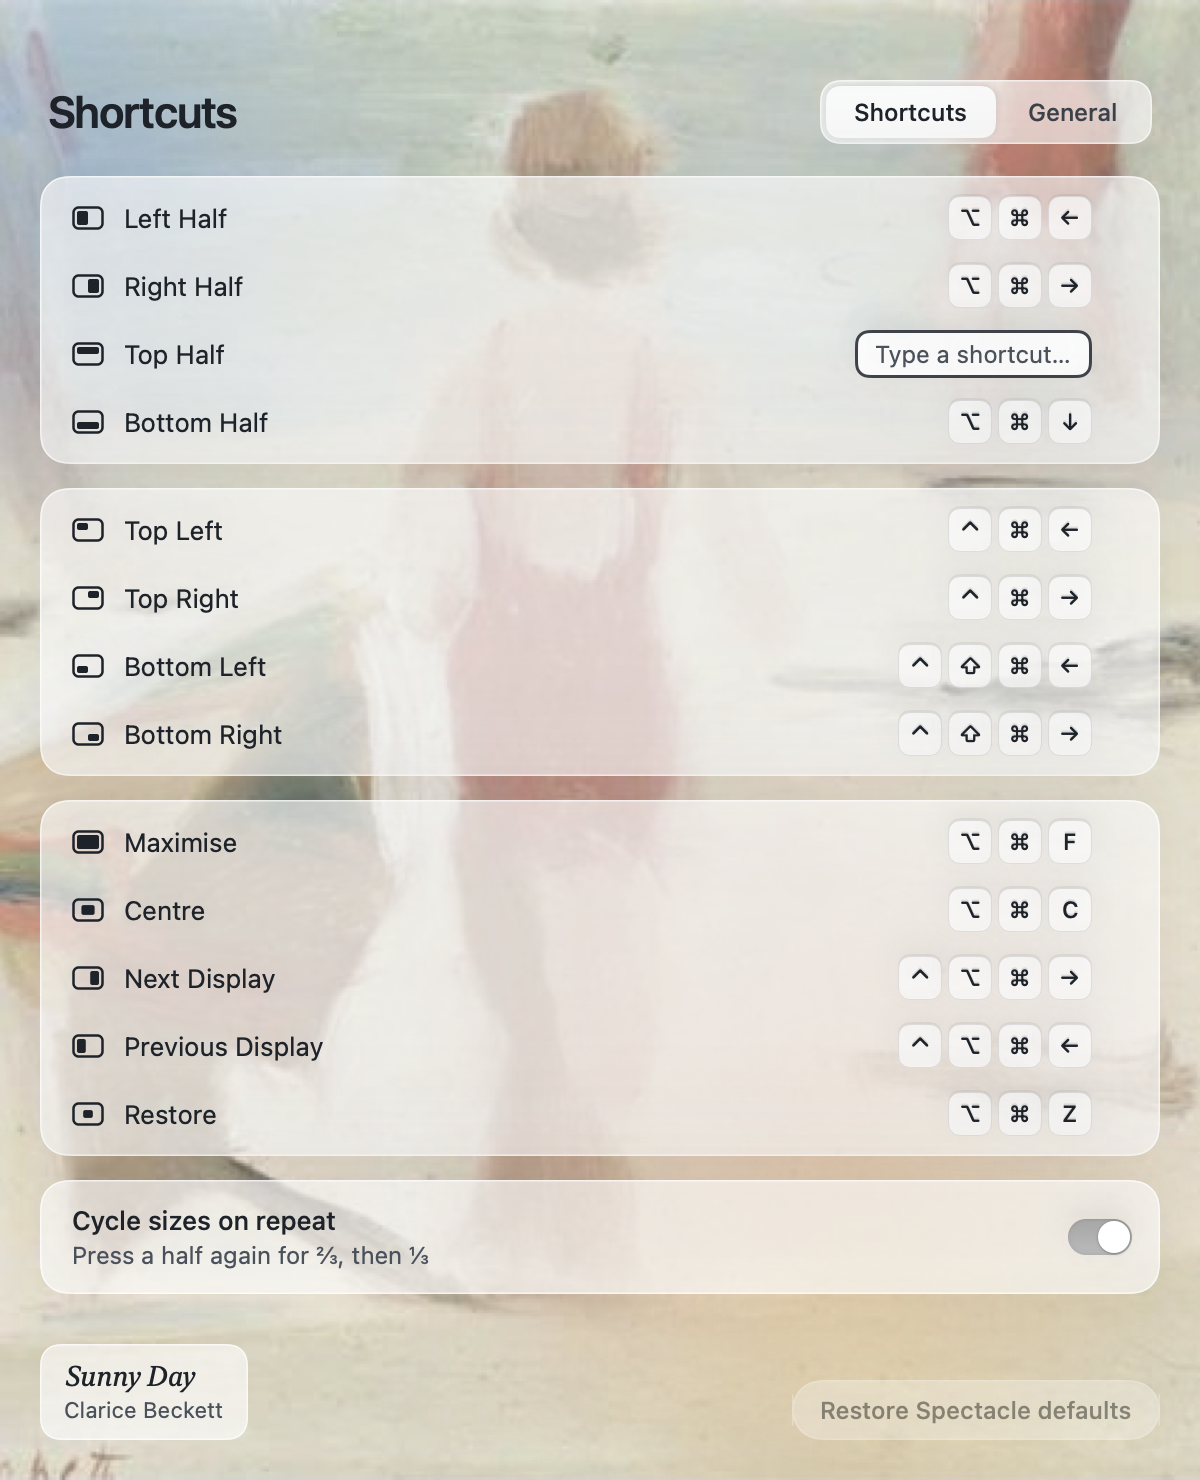 Shortcuts
Shortcuts General
Left Half ⌥ ⌘ ←
Right Half ⌥ ⌘ →
Top Half Type a shortcut...
Bottom Half ⌥ ⌘ ↓
Top Left ^ ⌘ ←
Top Right ^ ⌘ →
Bottom Left ^ ⇧ ⌘ ←
Bottom Right ^ ⇧ ⌘ →
Maximise ⌥ ⌘ F
Centre ⌥ ⌘ C
Next Display ^ ⌥ ⌘ →
Previous Display ^ ⌥ ⌘ ←
Restore ⌥ ⌘ Z
Cycle sizes on repeat
Press a half again for ⅔, then ⅓
Sunny Day
Clarice Beckett
Restore Spectacle defaults